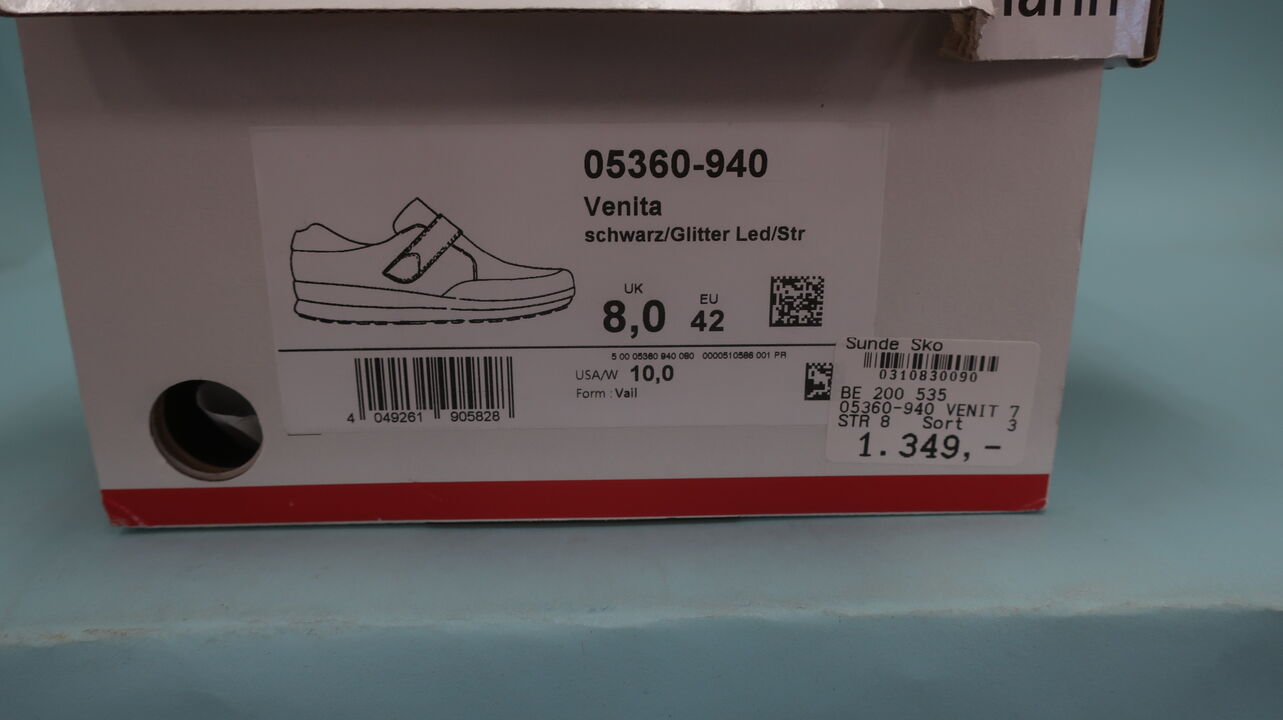 05360-940
Venita
schwarz/Glitter Led/Str
UK EU
8,0 42
5 00 05360 940 080 0000510586 001 PR
USA/W 10,0
Form : Vail
4 049261 905828
Sunde Sko
0310830090
BE 200 535
05360-940 VENIT 7
STR 8 Sort 3
1.349,-